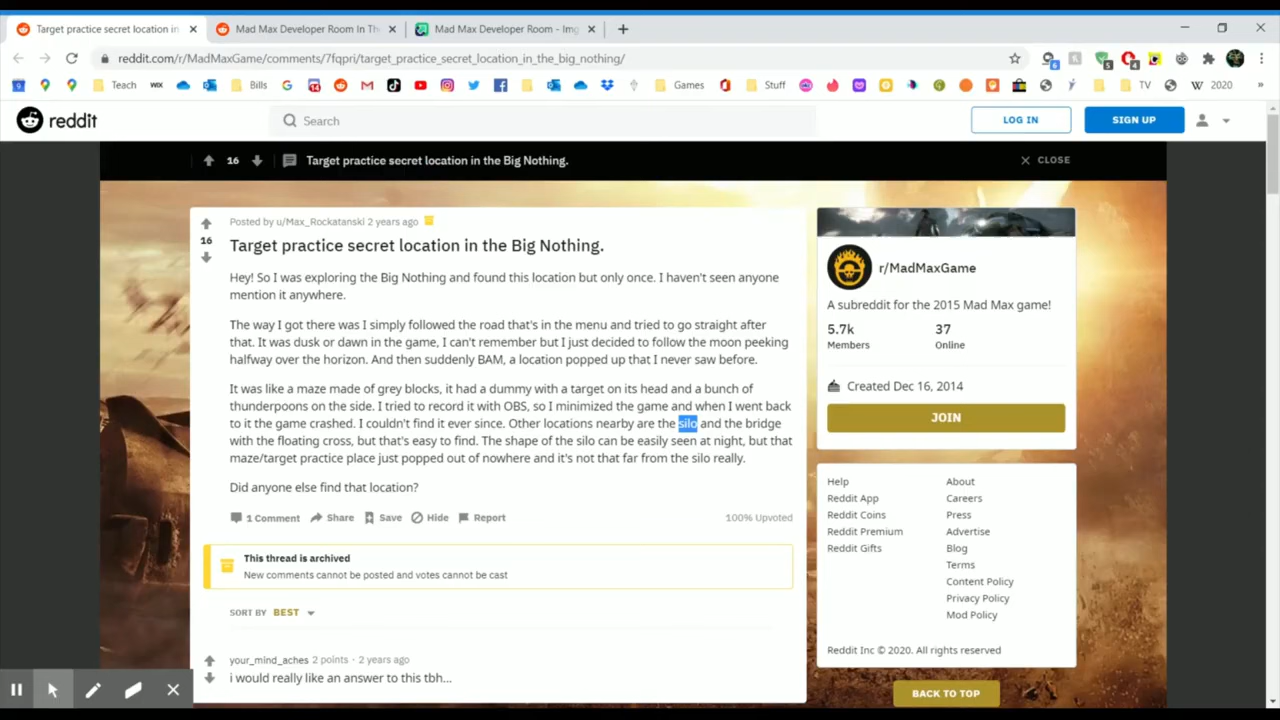 Target practice secret location in
Mad Max Developer Room In Th
Mad Max Developer Room - Img
reddit.com/r/MadMaxGame/comments/7fqpri/target_practice_secret_location_in_the_big_nothing/
Teach
Bills
Games
Stuff
TV
2020
reddit
Search
LOG IN
SIGN UP
16
Target practice secret location in the Big Nothing.
CLOSE
Posted by u/Max_Rockatanski 2 years ago
16
Target practice secret location in the Big Nothing.
Hey! So I was exploring the Big Nothing and found this location but only once. I haven't seen anyone
mention it anywhere.
The way I got there was I simply followed the road that's in the menu and tried to go straight after
that. It was dusk or dawn in the game, I can't remember but I just decided to follow the moon peeking
halfway over the horizon. And then suddenly BAM, a location popped up that I never saw before.
It was like a maze made of grey blocks, it had a dummy with a target on its head and a bunch of
thunderpoons on the side. I tried to record it with OBS, so I minimized the game and when I went back
to it the game crashed. I couldn't find it ever since. Other locations nearby are the silo and the bridge
with the floating cross, but that's easy to find. The shape of the silo can be easily seen at night, but that
maze/target practice place just popped out of nowhere and it's not that far from the silo really.
Did anyone else find that location?
1 Comment
Share
Save
Hide
Report
100% Upvoted
This thread is archived
New comments cannot be posted and votes cannot be cast
SORT BY BEST
your_mind_aches 2 points · 2 years ago
i would really like an answer to this tbh...
r/MadMaxGame
A subreddit for the 2015 Mad Max game!
5.7k
37
Members
Online
Created Dec 16, 2014
JOIN
Help
About
Reddit App
Careers
Reddit Coins
Press
Reddit Premium
Advertise
Reddit Gifts
Blog
Terms
Content Policy
Privacy Policy
Mod Policy
Reddit Inc © 2020. All rights reserved
BACK TO TOP